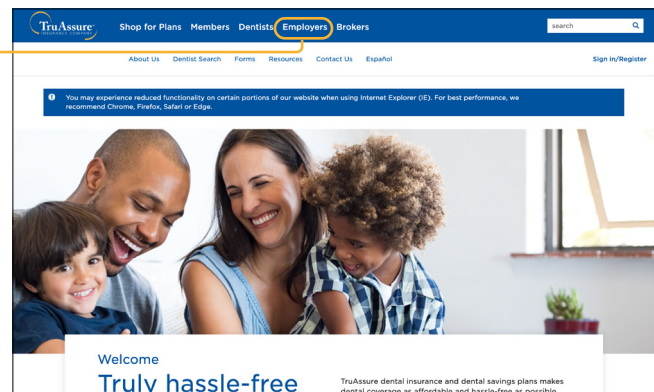 TruAssure
INSURANCE COMPANY
Shop for Plans Members Dentists Employers Brokers
search
About Us Dentist Search Forms Resources Contact Us Español
Sign in/Register
You may experience reduced functionality on certain portions of our website when using Internet Explorer (IE). For best performance, we
recommend Chrome, Firefox, Safari or Edge.
Welcome
Truly hassle-free
TruAssure dental insurance and dental savings plans makes
dental coverage as affordable and hassle-free as possible